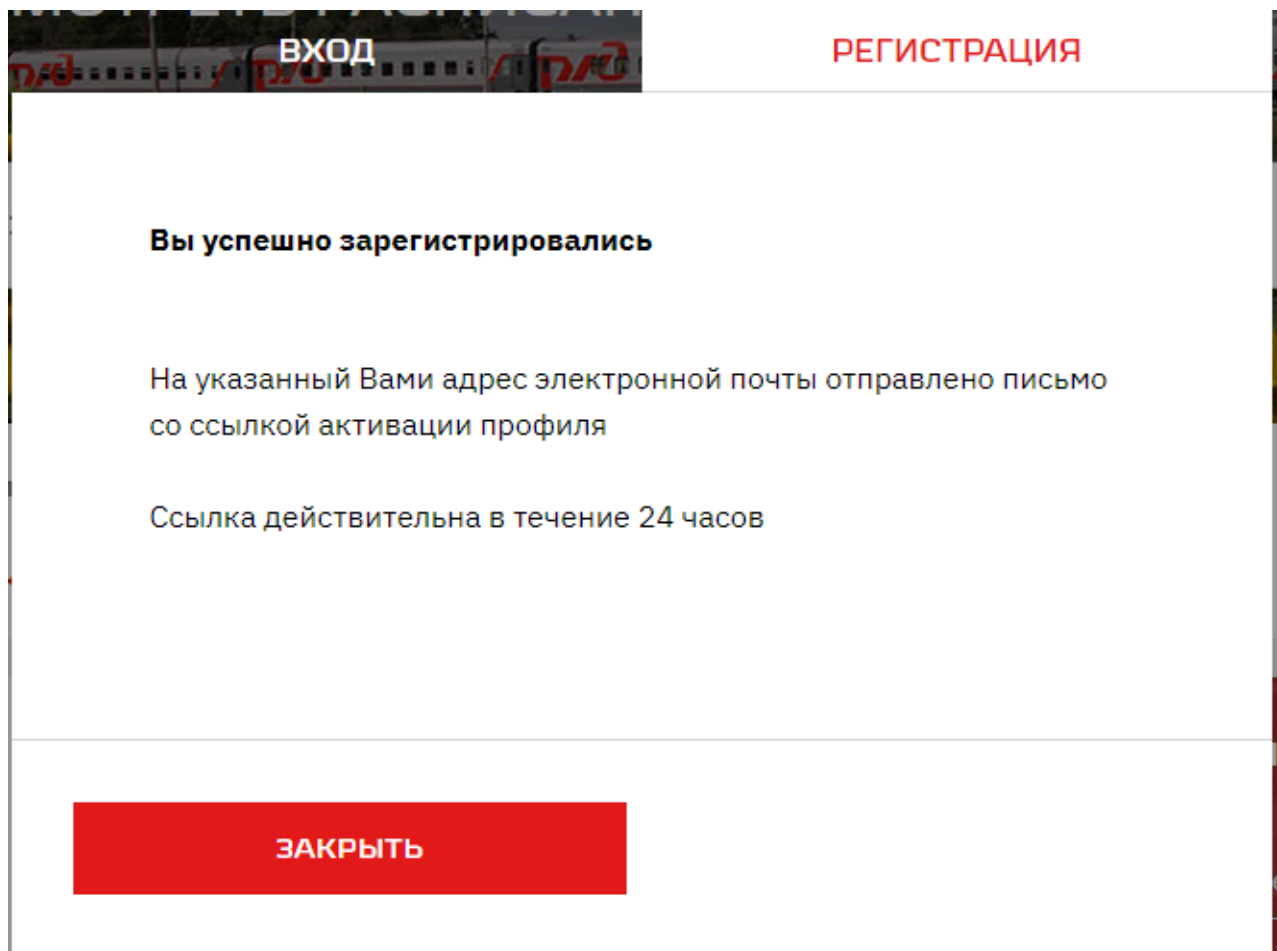 ВХОД
РЕГИСТРАЦИЯ
Вы успешно зарегистрировались
На указанный Вами адрес электронной почты отправлено письмо
со ссылкой активации профиля
Ссылка действительна в течение 24 часов
ЗАКРЫТЬ